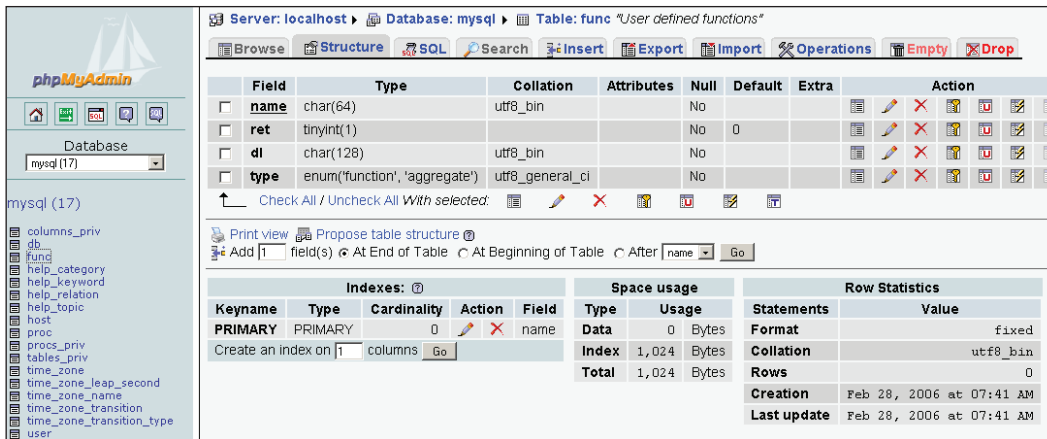 phpMyAdmin
SQL
Database
mysql (17)
mysql (17)
columns_priv
db
func
help_category
help_keyword
help_relation
help_topic
host
proc
procs_priv
tables_priv
time_zone
time_zone_leap_second
time_zone_name
time_zone_transition
time_zone_transition_type
user
Server: localhost Database: mysql Table: func "User defined functions"
Browse Structure SQL Search Insert Export Import Operations Empty Drop
Field Type Collation Attributes Null Default Extra Action
name char(64) utf8_bin No
ret tinyint(1) No 0
dl char(128) utf8_bin No
type enum('function', 'aggregate') utf8_general_ci No
Check All / Uncheck All With selected:
Print view Propose table structure
Add 1 field(s) At End of Table At Beginning of Table After name Go
Indexes:
Keyname Type Cardinality Action Field
PRIMARY PRIMARY 0 name
Create an index on 1 columns Go
Space usage
Type Usage
Data 0 Bytes
Index 1,024 Bytes
Total 1,024 Bytes
Row Statistics
Statements Value
Format fixed
Collation utf8_bin
Rows 0
Creation Feb 28, 2006 at 07:41 AM
Last update Feb 28, 2006 at 07:41 AM